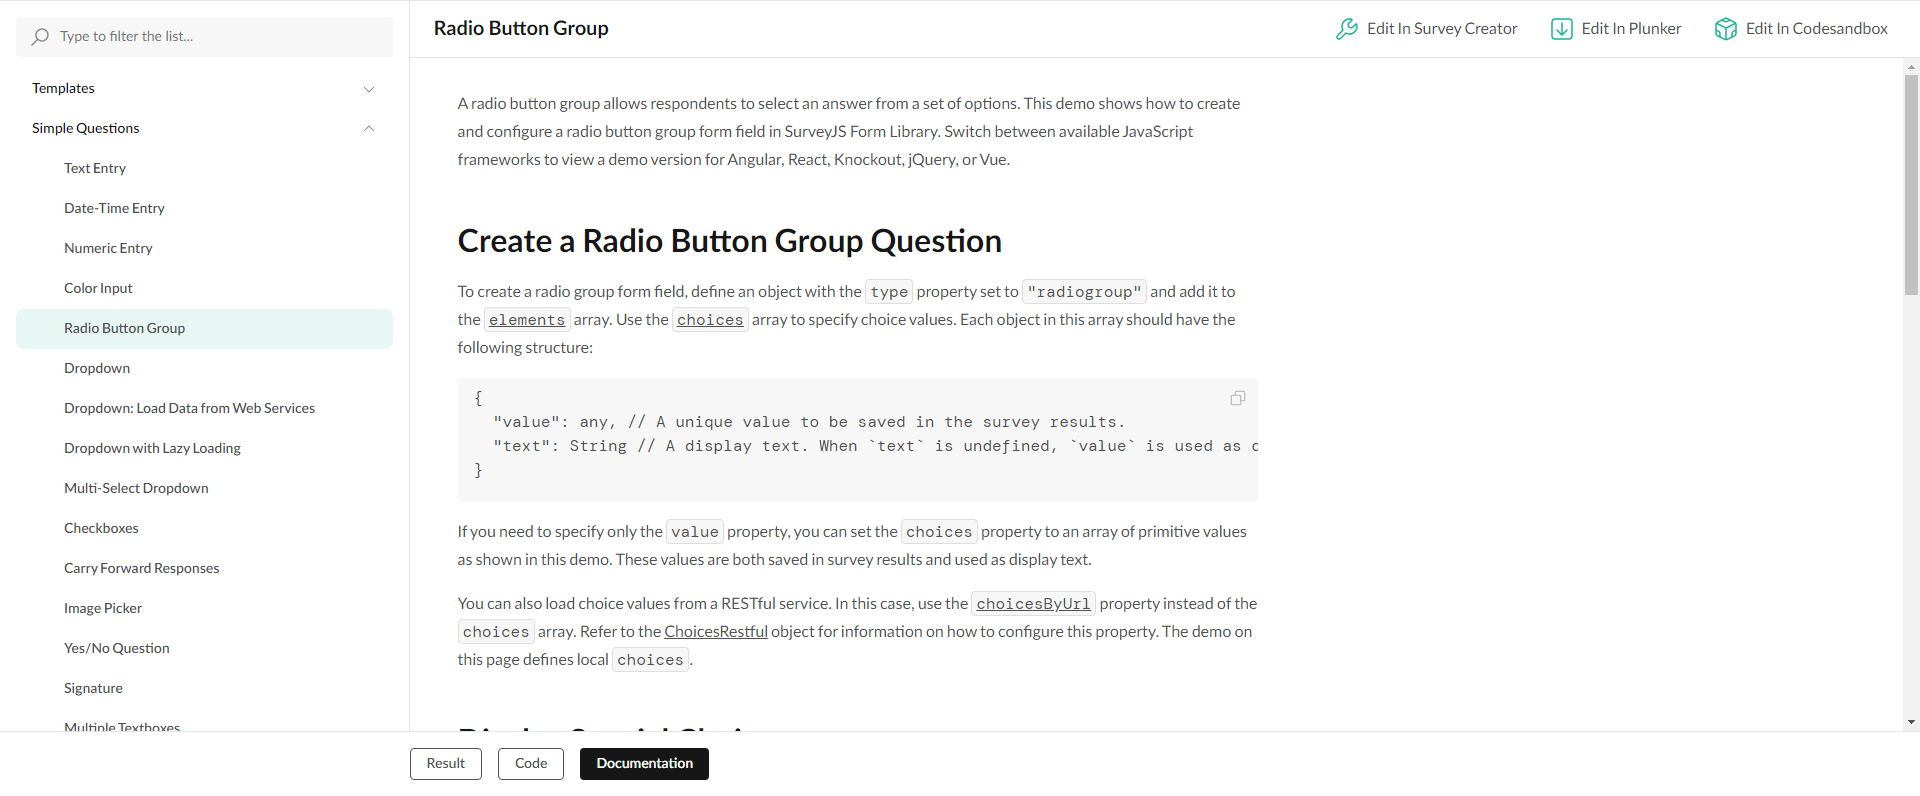 Type to filter the list...
Templates
Simple Questions
Text Entry
Date-Time Entry
Numeric Entry
Color Input
Radio Button Group
Dropdown
Dropdown: Load Data from Web Services
Dropdown with Lazy Loading
Multi-Select Dropdown
Checkboxes
Carry Forward Responses
Image Picker
Yes/No Question
Signature
Multiple Textboxes
Radio Button Group
Edit In Survey Creator
Edit In Plunker
Edit In Codesandbox
A radio button group allows respondents to select an answer from a set of options. This demo shows how to create
and configure a radio button group form field in SurveyJS Form Library. Switch between available JavaScript
frameworks to view a demo version for Angular, React, Knockout, jQuery, or Vue.
Create a Radio Button Group Question
To create a radio group form field, define an object with the type property set to "radiogroup" and add it to
the elements array. Use the choices array to specify choice values. Each object in this array should have the
following structure:
{
"value": any, // A unique value to be saved in the survey results.
"text": String // A display text. When `text` is undefined, `value` is used as
}
If you need to specify only the value property, you can set the choices property to an array of primitive values
as shown in this demo. These values are both saved in survey results and used as display text.
You can also load choice values from a RESTful service. In this case, use the choicesByUrl property instead of the
choices array. Refer to the ChoicesRestful object for information on how to configure this property. The demo on
this page defines local choices.
Result
Code
Documentation